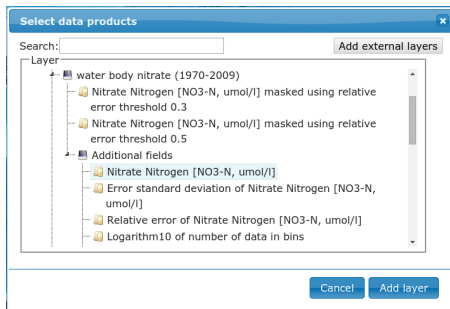 Select data products
Search:
Add external layers
Layer
water body nitrate (1970-2009)
Nitrate Nitrogen [NO3-N, umol/l] masked using relative
error threshold 0.3
Nitrate Nitrogen [NO3-N, umol/l] masked using relative
error threshold 0.5
Additional fields
Nitrate Nitrogen [NO3-N, umol/l]
Error standard deviation of Nitrate Nitrogen [NO3-N,
umol/l]
Relative error of Nitrate Nitrogen [NO3-N, umol/l]
Logarithm10 of number of data in bins
Cancel
Add layer